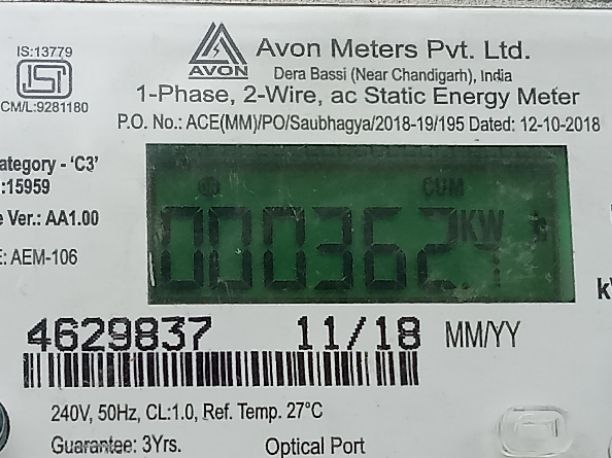 IS:13779
ISI
CM/L:9281180
AVON
Avon Meters Pvt. Ltd.
Dera Bassi (Near Chandigarh), India
1-Phase, 2-Wire, ac Static Energy Meter
P.O. No.: ACE(MM)/PO/Saubhagya/2018-19/195 Dated: 12-10-2018
ategory - 'C3'
:15959
e Ver.: AA1.00
E: AEM-106
CUM
000362.1 KW
4629837 11/18 MM/YY
240V, 50Hz, CL:1.0, Ref. Temp. 27°C
Guarantee: 3Yrs. Optical Port